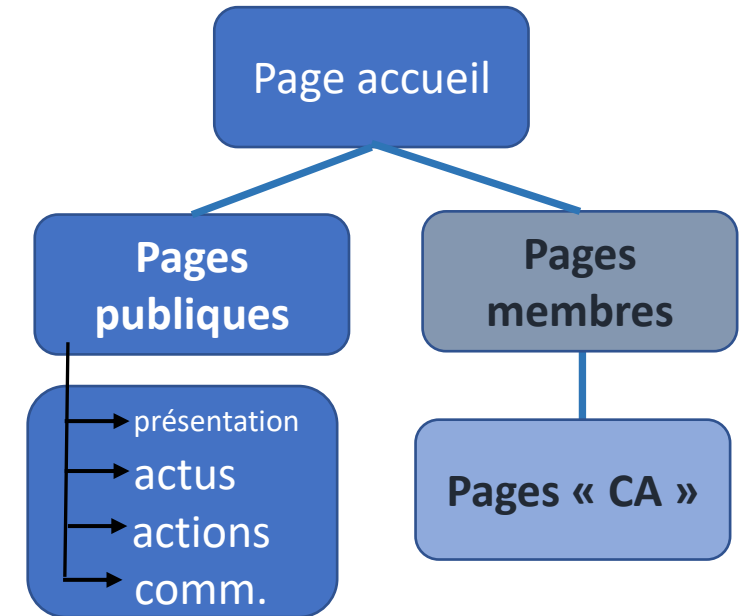 Page accueil
Pages
publiques
Pages
membres
présentation
actus
actions
comm.
Pages « CA »